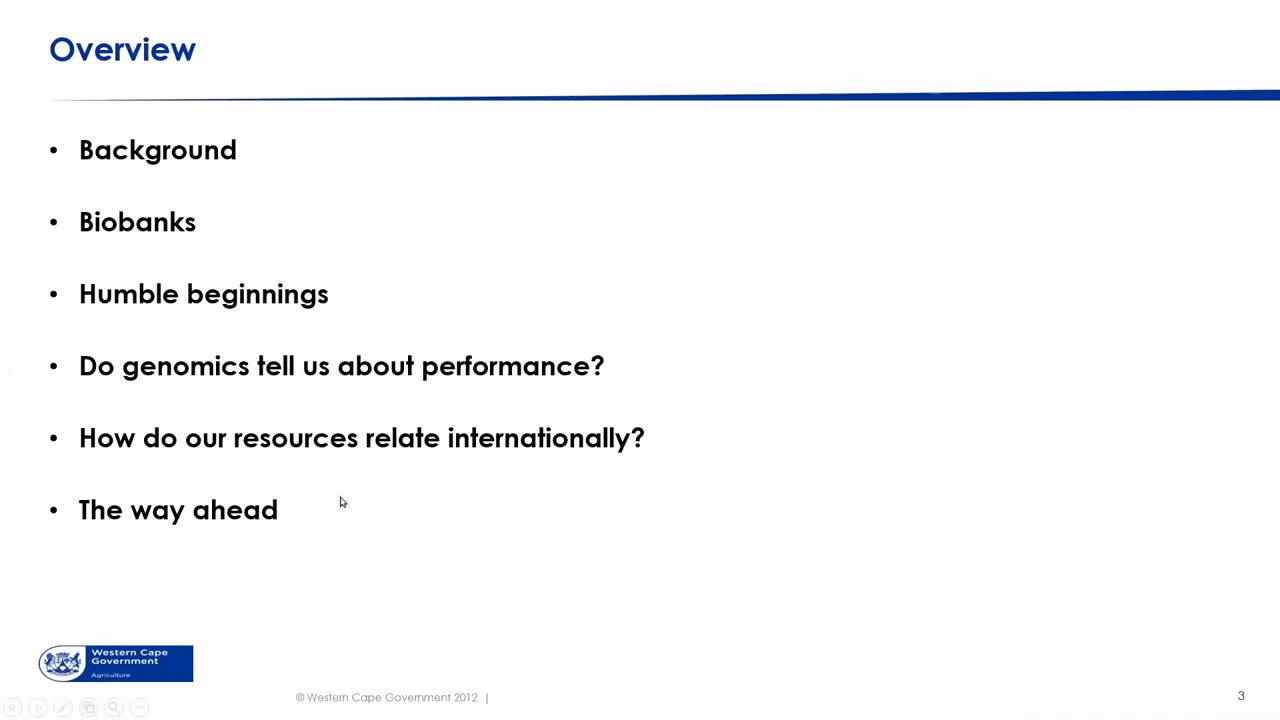 Overview
• Background
• Biobanks
• Humble beginnings
• Do genomics tell us about performance?
• How do our resources relate internationally?
• The way ahead
Western Cape
Government
Agriculture
© Western Cape Government 2012 |
3